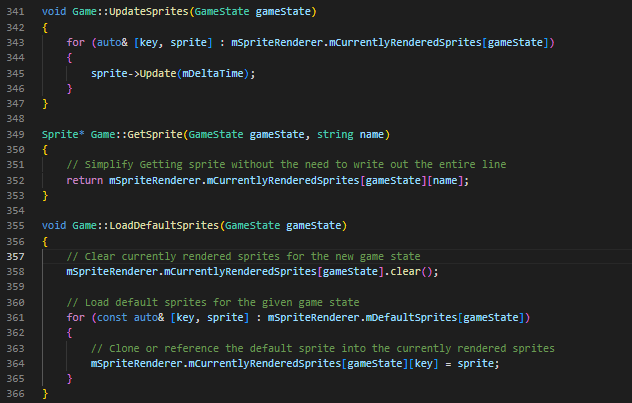 341 void Game::UpdateSprites(GameState gameState)
342 {
343     for (auto& [key, sprite] : mSpriteRenderer.mCurrentlyRenderedSprites[gameState])
344     {
345         sprite->Update(mDeltaTime);
346     }
347 }
348
349 Sprite* Game::GetSprite(GameState gameState, string name)
350 {
351     // Simplify Getting sprite without the need to write out the entire line
352     return mSpriteRenderer.mCurrentlyRenderedSprites[gameState][name];
353 }
354
355 void Game::LoadDefaultSprites(GameState gameState)
356 {
357     // Clear currently rendered sprites for the new game state
358     mSpriteRenderer.mCurrentlyRenderedSprites[gameState].clear();
359
360     // Load default sprites for the given game state
361     for (const auto& [key, sprite] : mSpriteRenderer.mDefaultSprites[gameState])
362     {
363         // Clone or reference the default sprite into the currently rendered sprites
364         mSpriteRenderer.mCurrentlyRenderedSprites[gameState][key] = sprite;
365     }
366 }